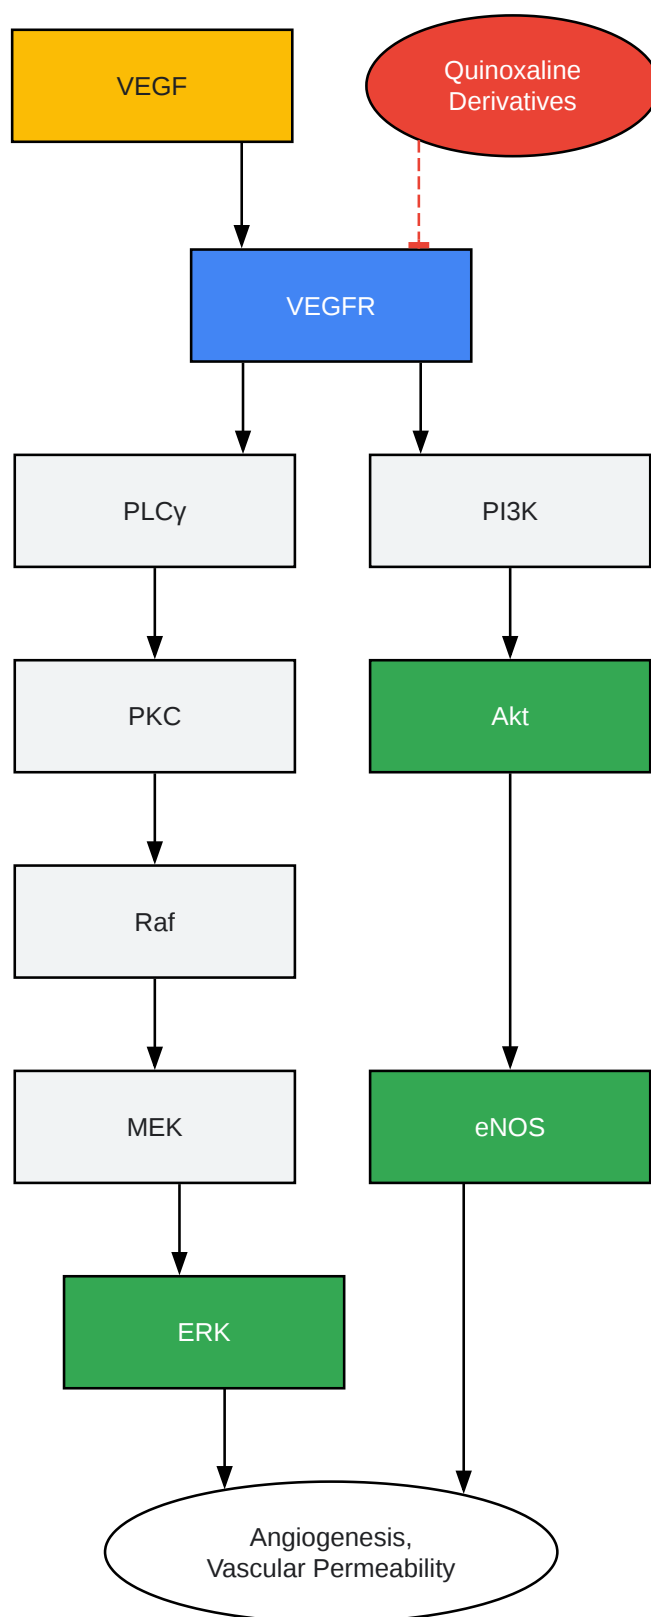 VEGF
Quinoxaline
Derivatives
VEGFR
PLCγ
PI3K
PKC
Akt
Raf
MEK
eNOS
ERK
Angiogenesis,
Vascular Permeability